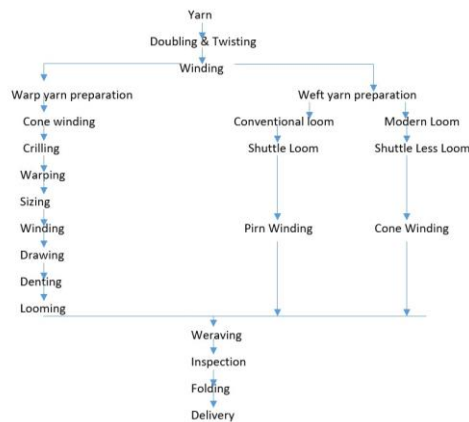 Yarn
Doubling & Twisting
Winding
Warp yarn preparation
Weft yarn preparation
Cone winding
Conventional loom
Modern Loom
Crilling
Shuttle Loom
Shuttle Less Loom
Warping
Sizing
Winding
Pirn Winding
Cone Winding
Drawing
Denting
Looming
Weraving
Inspection
Folding
Delivery